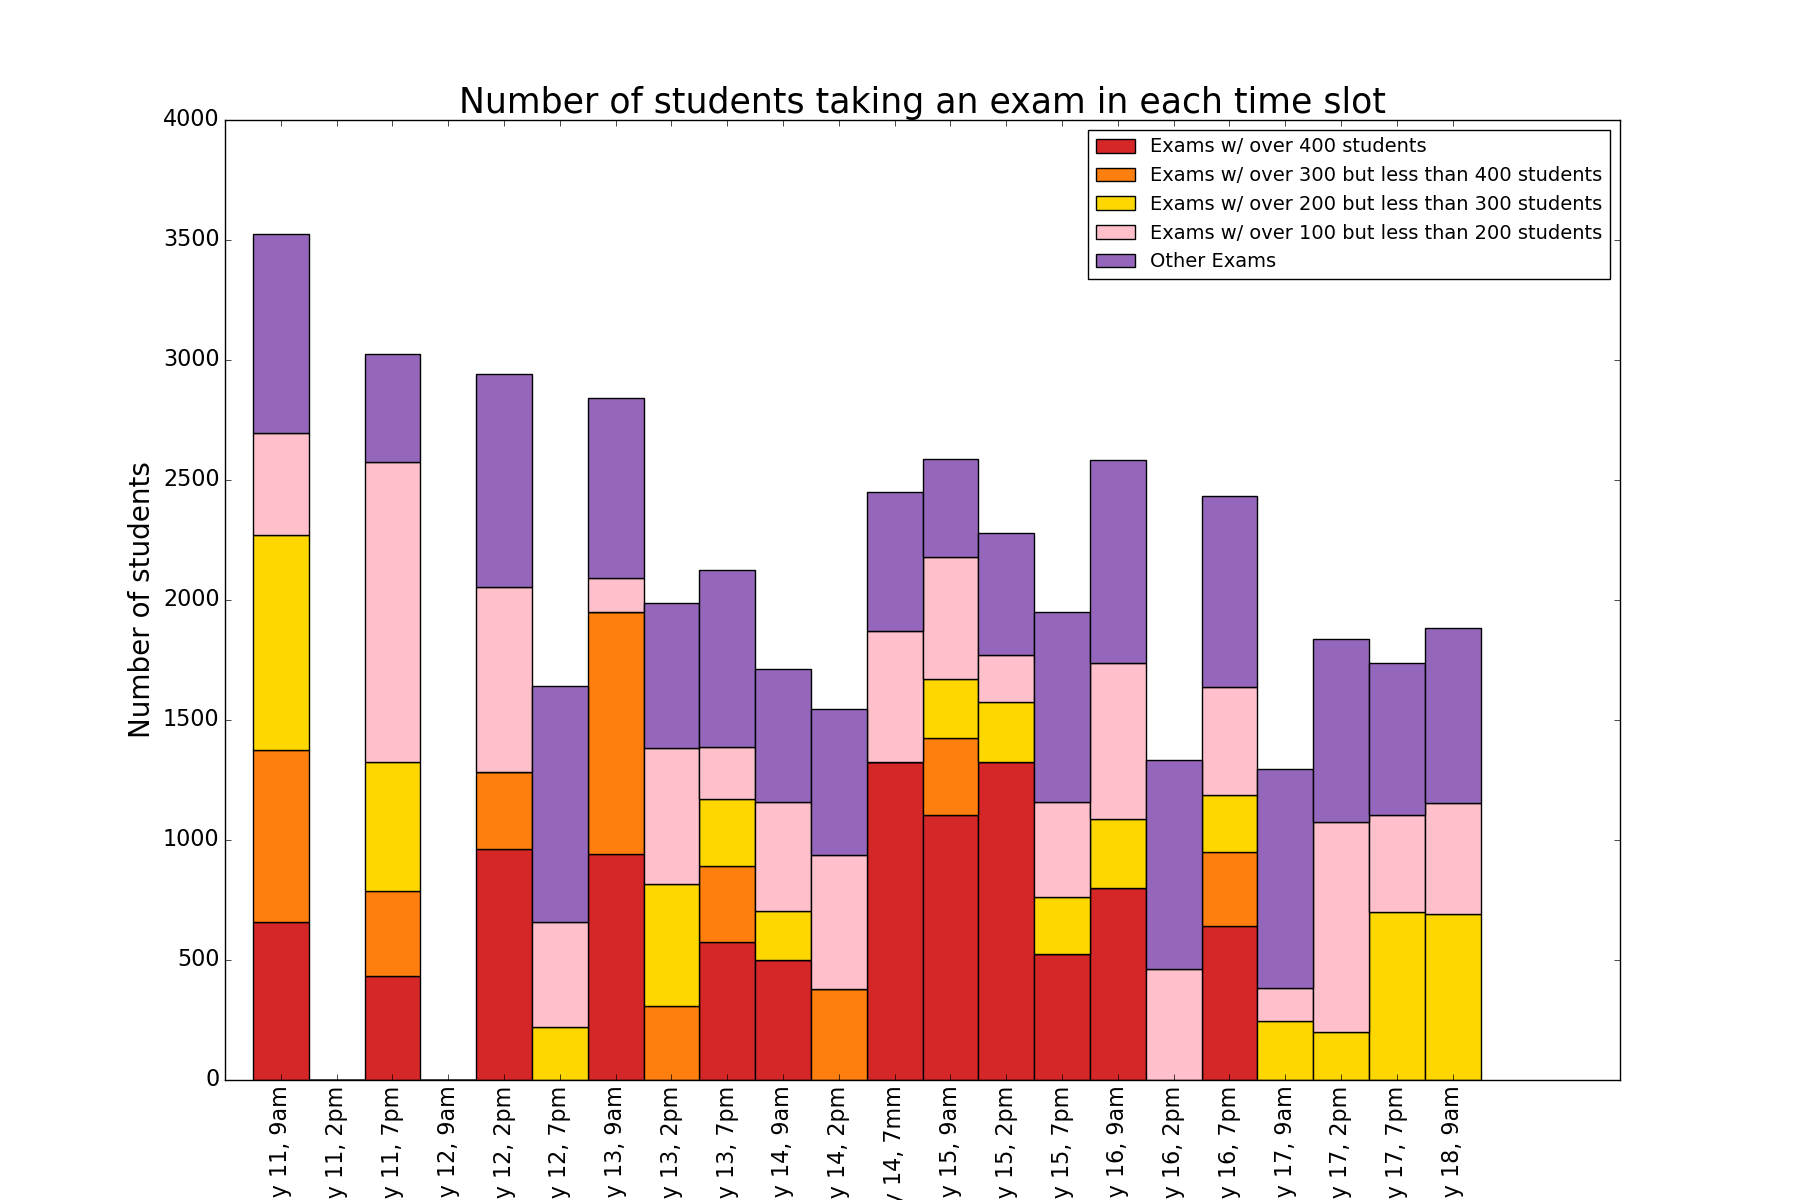 Number of students taking an exam in each time slot
Exams w/ over 400 students
Exams w/ over 300 but less than 400 students
Exams w/ over 200 but less than 300 students
Exams w/ over 100 but less than 200 students
Other Exams
Number of students
4000
3500
3000
2500
2000
1500
1000
500
0
y 11, 9am
y 11, 2pm
y 11, 7pm
y 12, 9am
y 12, 2pm
y 12, 7pm
y 13, 9am
y 13, 2pm
y 13, 7pm
y 14, 9am
y 14, 2pm
y 14, 7mm
y 15, 9am
y 15, 2pm
y 15, 7pm
y 16, 9am
y 16, 2pm
y 16, 7pm
y 17, 9am
y 17, 2pm
y 17, 7pm
y 18, 9am